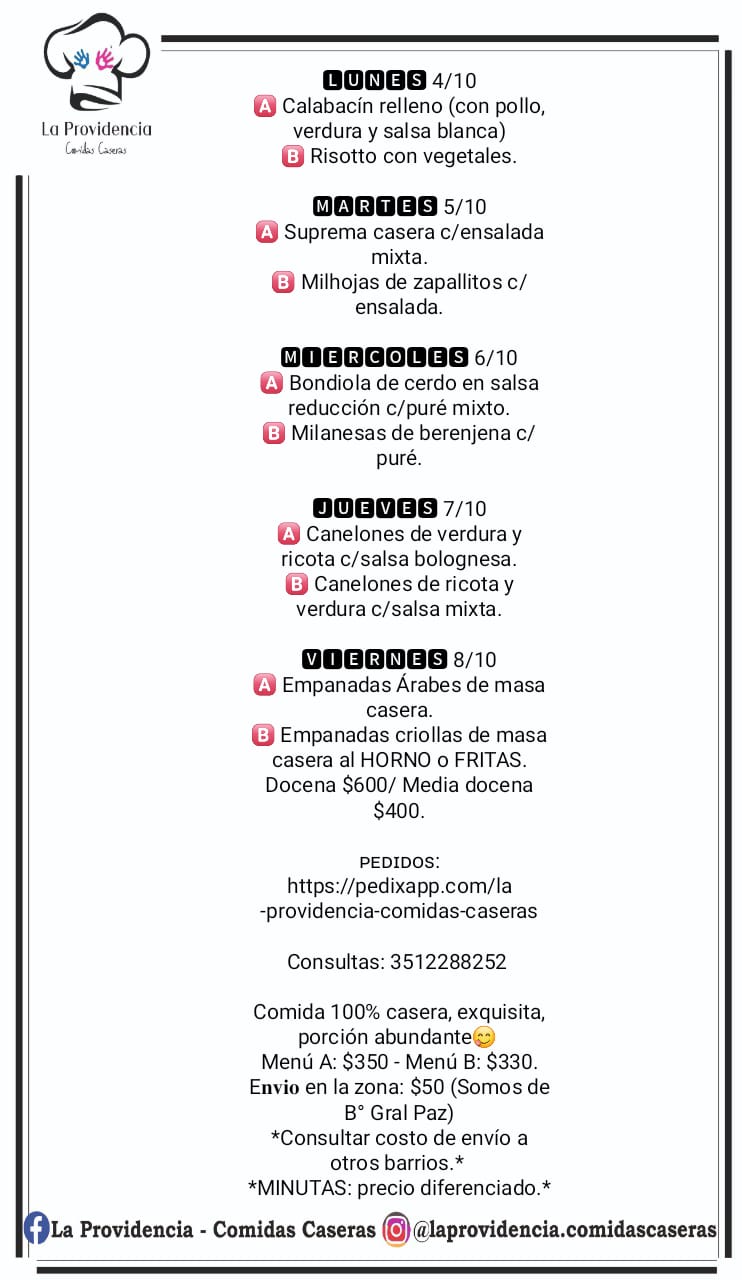 La Providencia
Comidas Caseras
LUNES 4/10
🅰 Calabacín relleno (con pollo,
verdura y salsa blanca)
🅱 Risotto con vegetales.
MARTES 5/10
🅰 Suprema casera c/ensalada
mixta.
🅱 Milhojas de zapallitos c/
ensalada.
MIERCOLES 6/10
🅰 Bondiola de cerdo en salsa
reducción c/puré mixto.
🅱 Milanesas de berenjena c/
puré.
JUEVES 7/10
🅰 Canelones de verdura y
ricota c/salsa bolognesa.
🅱 Canelones de ricota y
verdura c/salsa mixta.
VIERNES 8/10
🅰 Empanadas Árabes de masa
casera.
🅱 Empanadas criollas de masa
casera al HORNO o FRITAS.
Docena $600/ Media docena
$400.
PEDIDOS:
https://pedixapp.com/la
-providencia-comidas-caseras
Consultas: 3512288252
Comida 100% casera, exquisita,
porción abundante😋
Menú A: $350 - Menú B: $330.
Envio en la zona: $50 (Somos de
B° Gral Paz)
*Consultar costo de envío a
otros barrios.*
*MINUTAS: precio diferenciado.*
La Providencia - Comidas Caseras @laprovidencia.comidascaseras